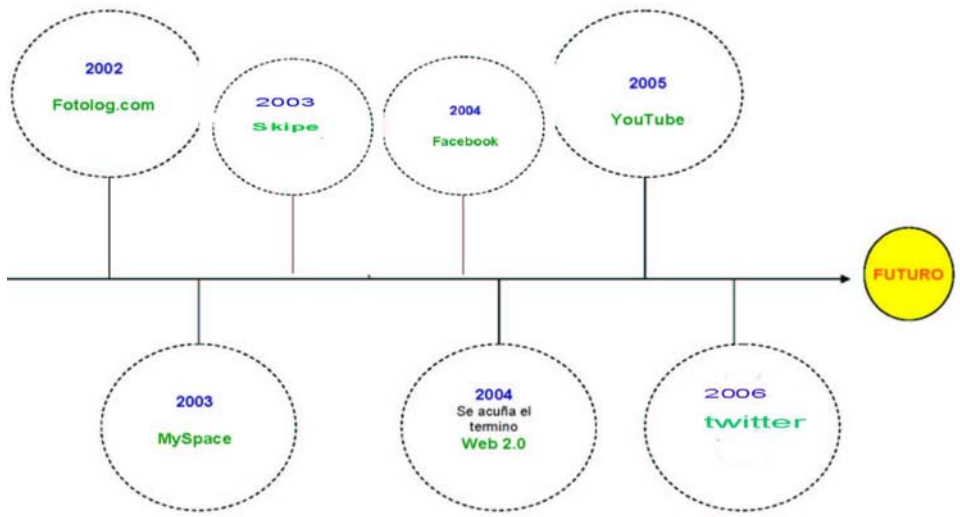 2002
Fotolog.com
2003
Skipe
2004
Facebook
2005
YouTube
FUTURO
2003
MySpace
2004
Se acuña el
termino
Web 2.0
2006
twitter